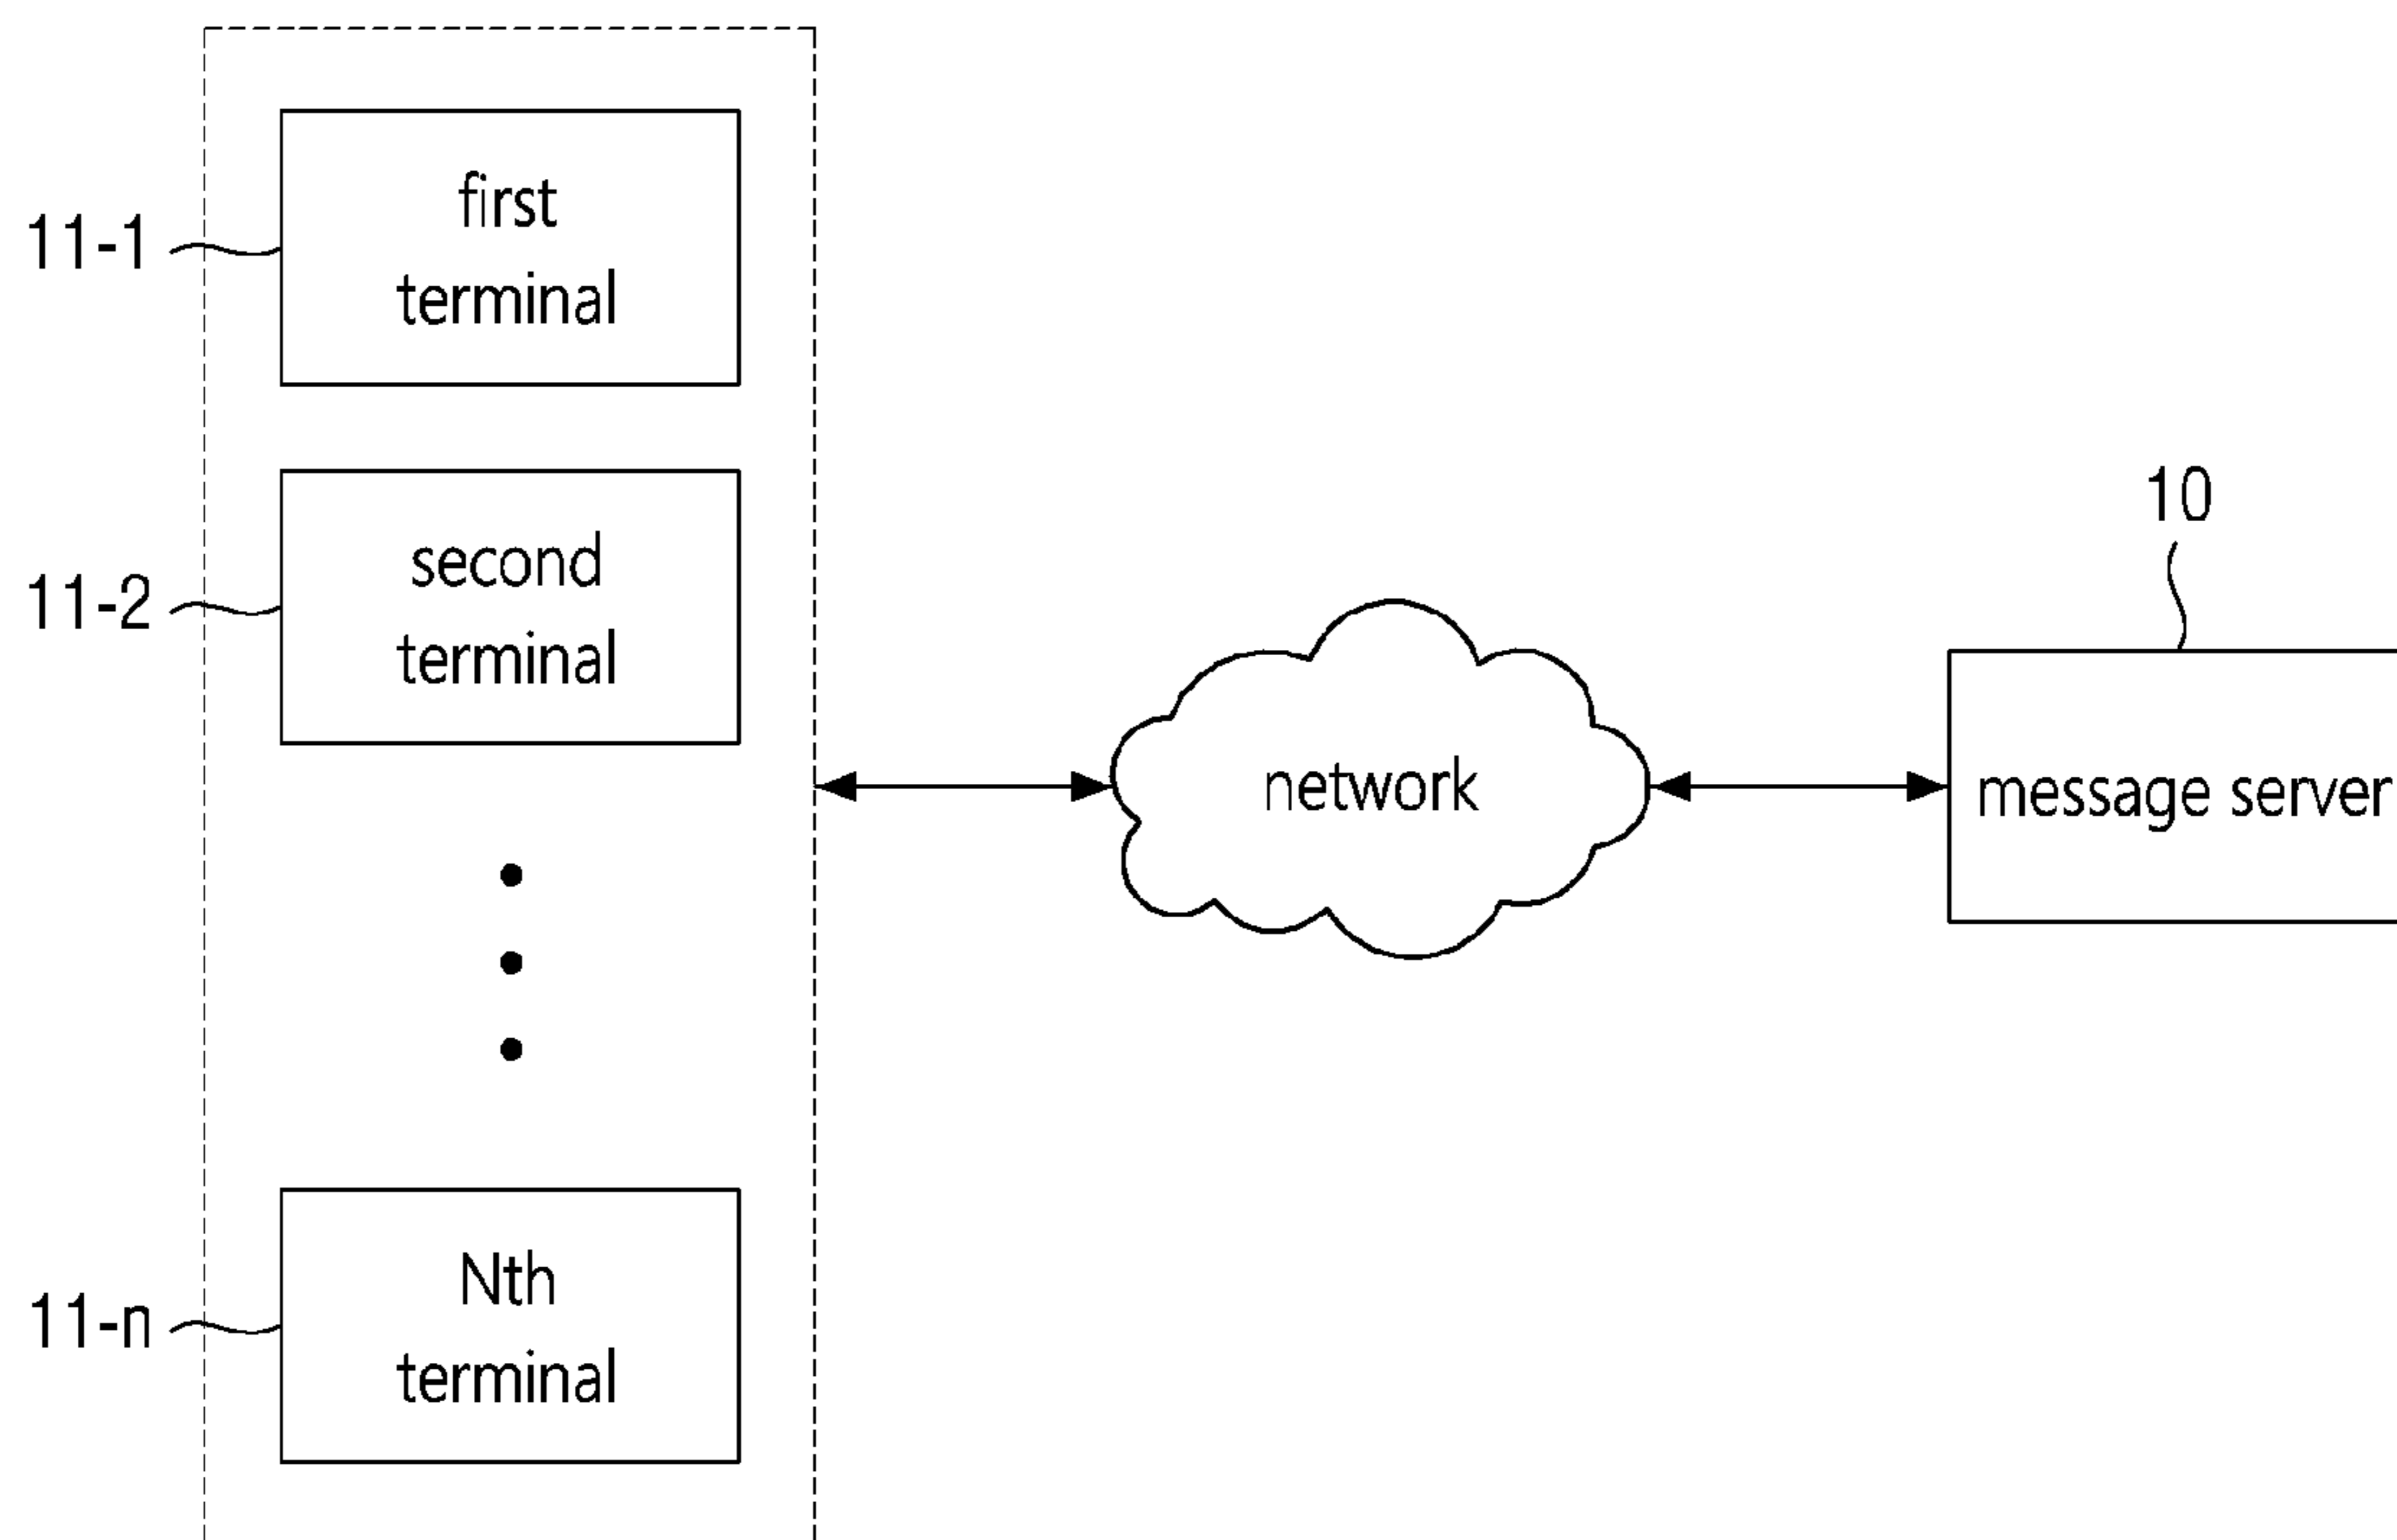 11-1
first
terminal
11-2
second
terminal
11-n
Nth
terminal
network
10
message server